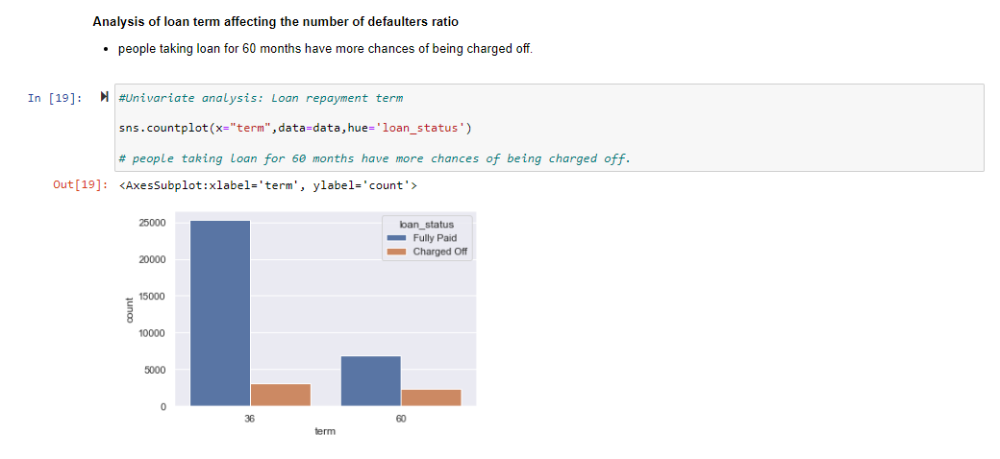 Analysis of loan term affecting the number of defaulters ratio
• people taking loan for 60 months have more chances of being charged off.
In [19]:
#Univariate analysis: Loan repayment term
sns.countplot(x="term",data=data,hue='loan_status')
# people taking loan for 60 months have more chances of being charged off.
Out[19]: <AxesSubplot:xlabel='term', ylabel='count'>
loan_status
Fully Paid
Charged Off
25000
20000
15000
10000
5000
0
count
36 60
term